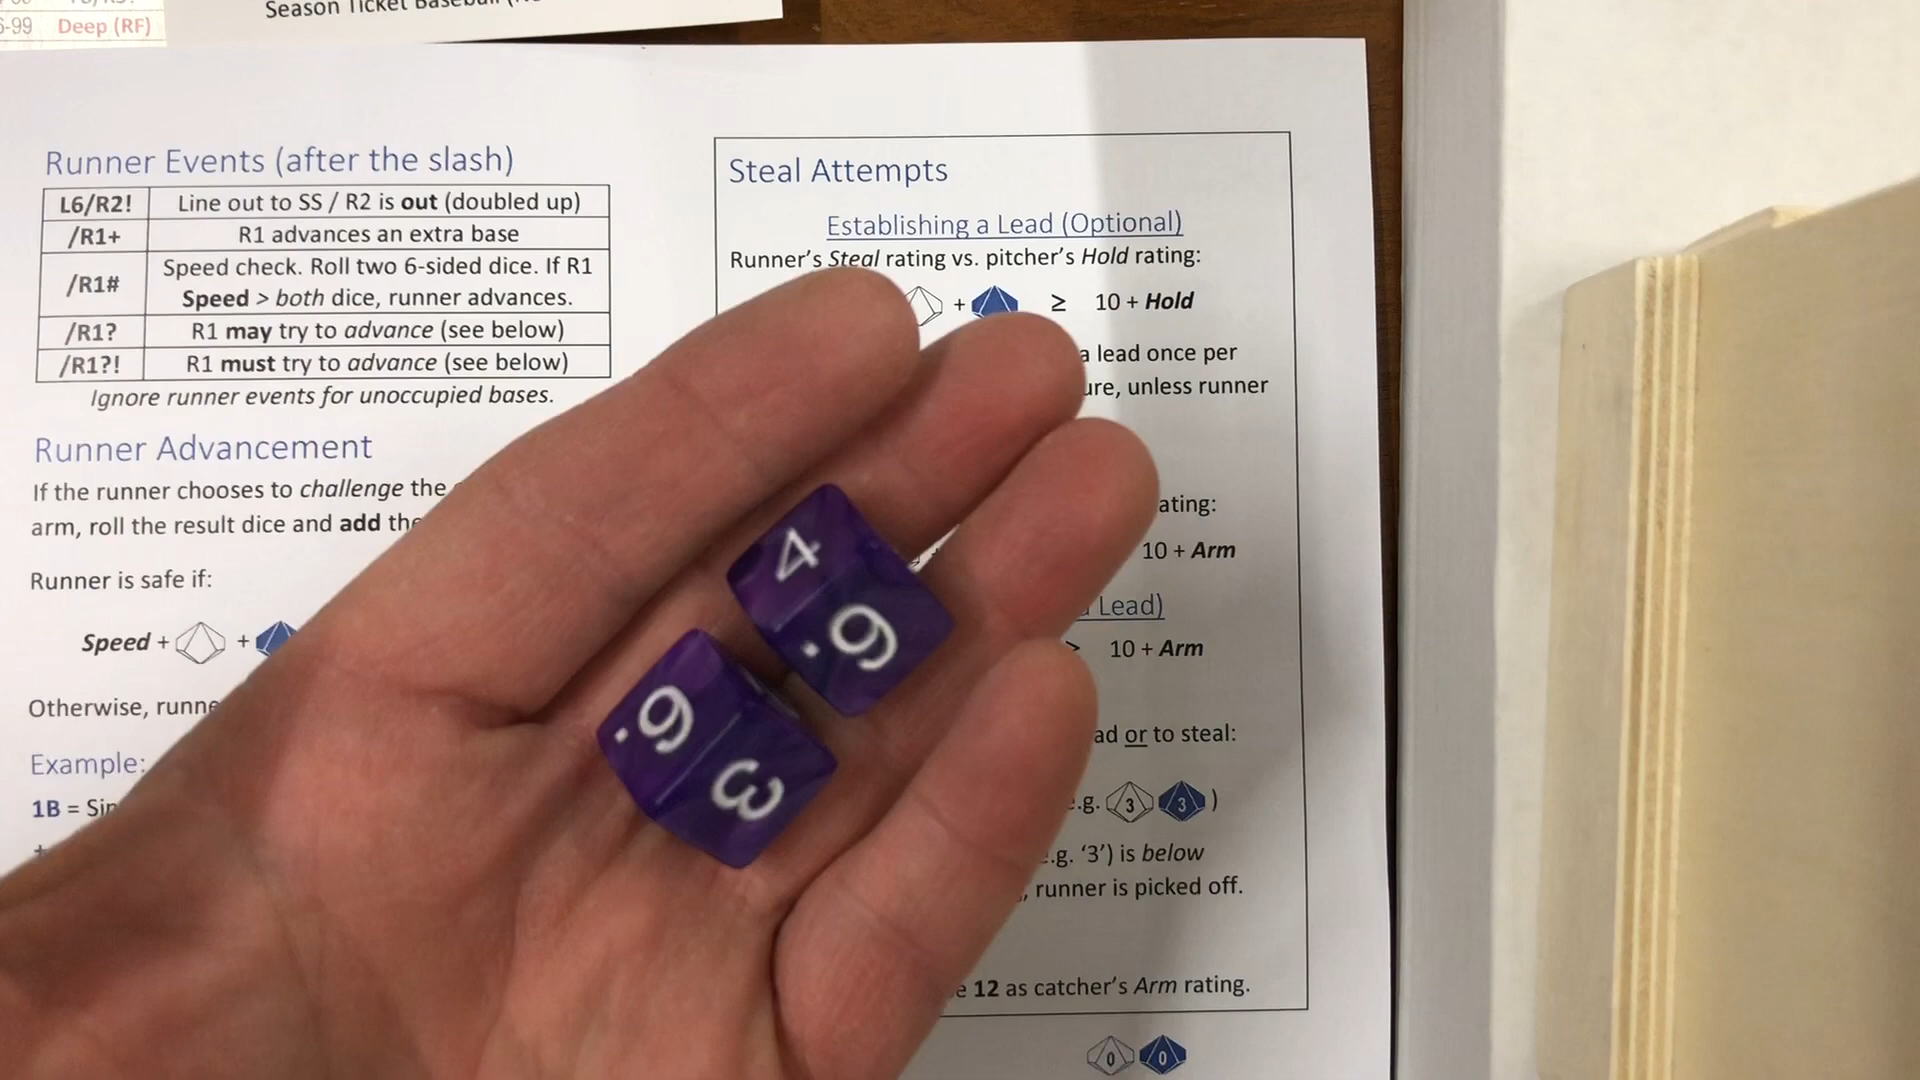 Season Ticket Baseball
6-99 Deep (RF)
Runner Events (after the slash)
L6/R2! Line out to SS / R2 is out (doubled up)
/R1+ R1 advances an extra base
/R1# Speed check. Roll two 6-sided dice. If R1
Speed > both dice, runner advances.
/R1? R1 may try to advance (see below)
/R1?! R1 must try to advance (see below)
Ignore runner events for unoccupied bases.
Runner Advancement
If the runner chooses to challenge the
arm, roll the result dice and add the
Runner is safe if:
Speed + +
Otherwise,
Example:
1B =
Steal Attempts
Establishing a Lead (Optional)
Runner's Steal rating vs. pitcher's Hold rating:
+ ≥ 10 + Hold
a lead once per
unless runner
ating:
10 + Arm
Lead)
10 + Arm
ad or to steal:
.g. 3 3 )
.g. '3') is below
, runner is picked off.
e 12 as catcher's Arm rating.
0 0
4
6.
6.
3